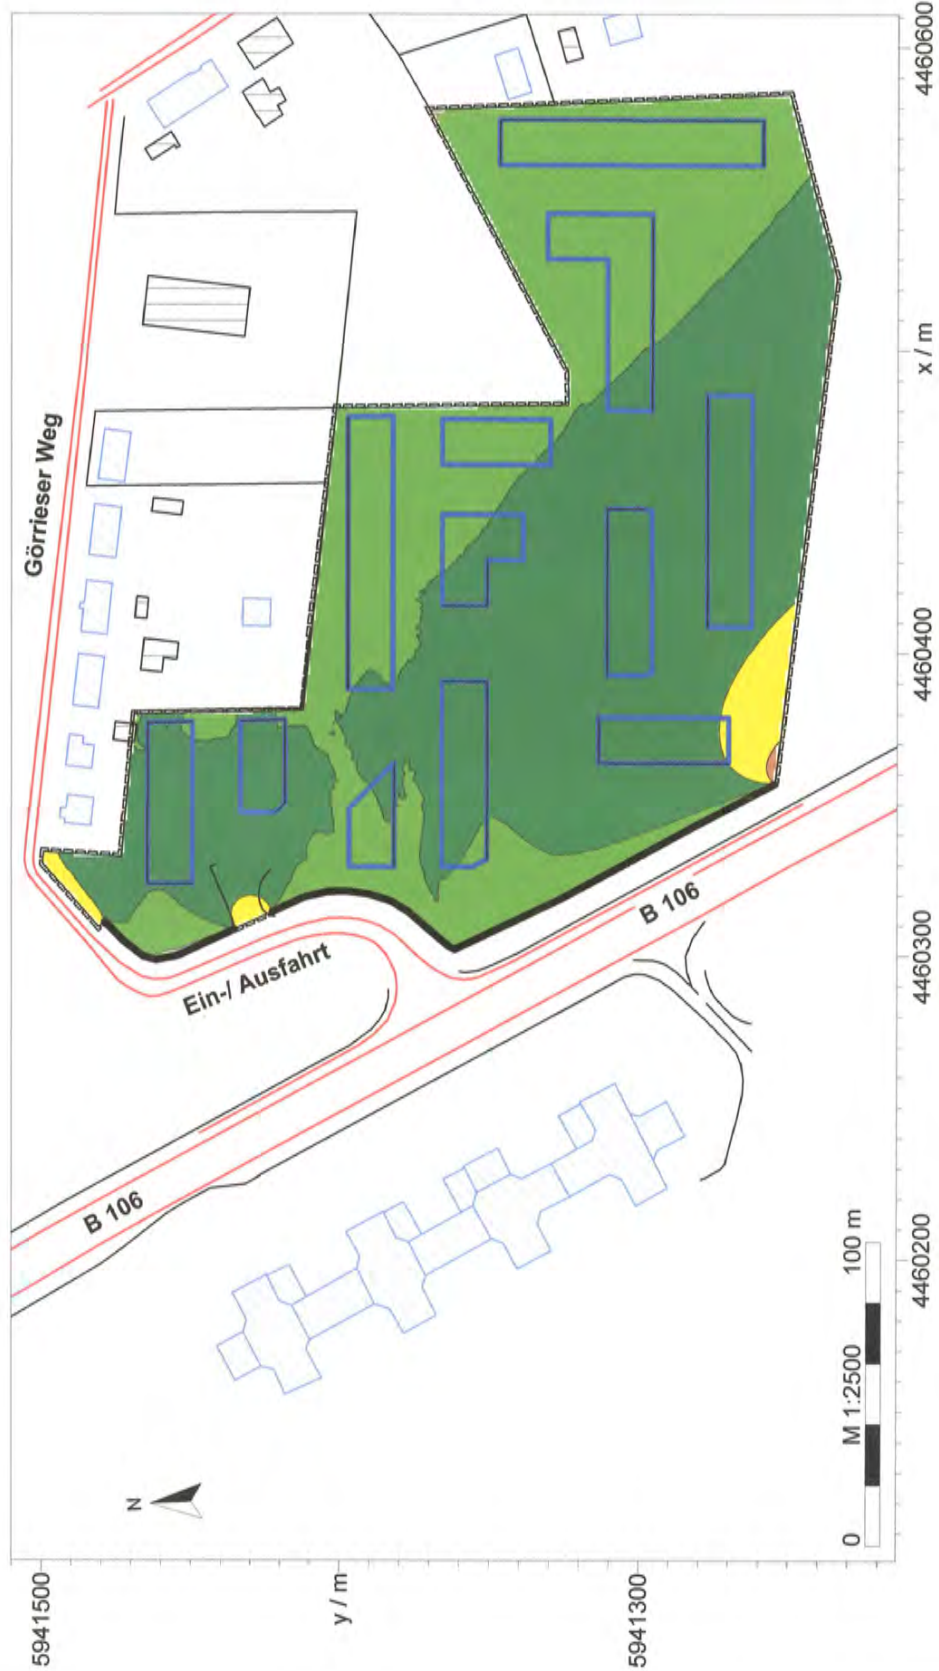 Görrieser Weg
Ein-/ Ausfahrt
B 106
B 106
N
0 M 1:2500 100 m
5941500
y / m
5941300
4460200
4460300
4460400
x / m
4460600